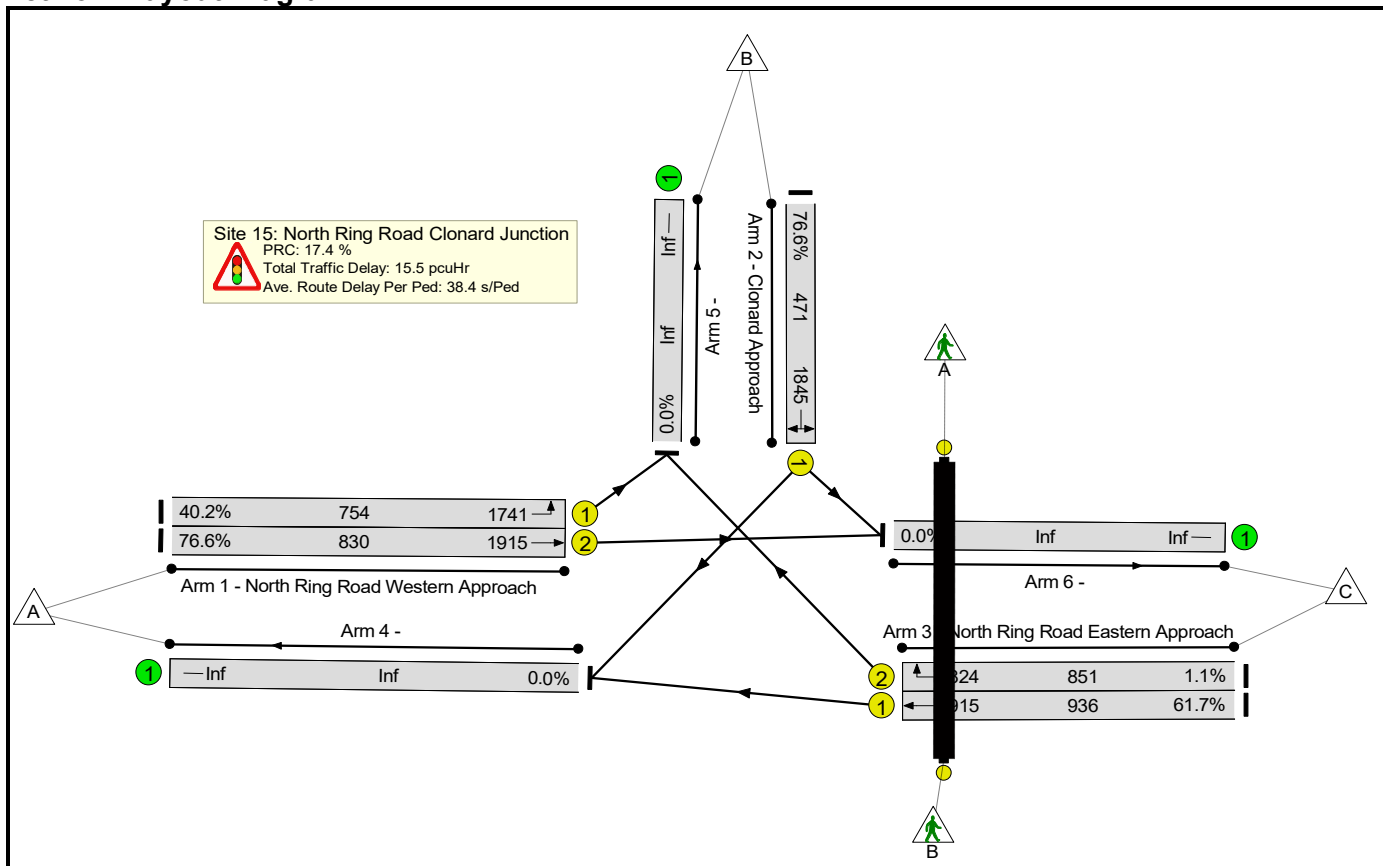 B
Site 15: North Ring Road Clonard Junction
PRC: 17.4 %
Total Traffic Delay: 15.5 pcuHr
Ave. Route Delay Per Ped: 38.4 s/Ped
1
Inf
Inf
0.0%
Arm 5 -
Arm 2 - Clonard Approach
76.6%
471
1845
1
A
40.2% 754 1741
1
76.6% 830 1915
2
Arm 1 - North Ring Road Western Approach
A
Inf Inf
1
Arm 6 -
C
Arm 4 -
Arm 3 North Ring Road Eastern Approach
1
Inf Inf 0.0%
2
851 1.1%
1
936 61.7%
B